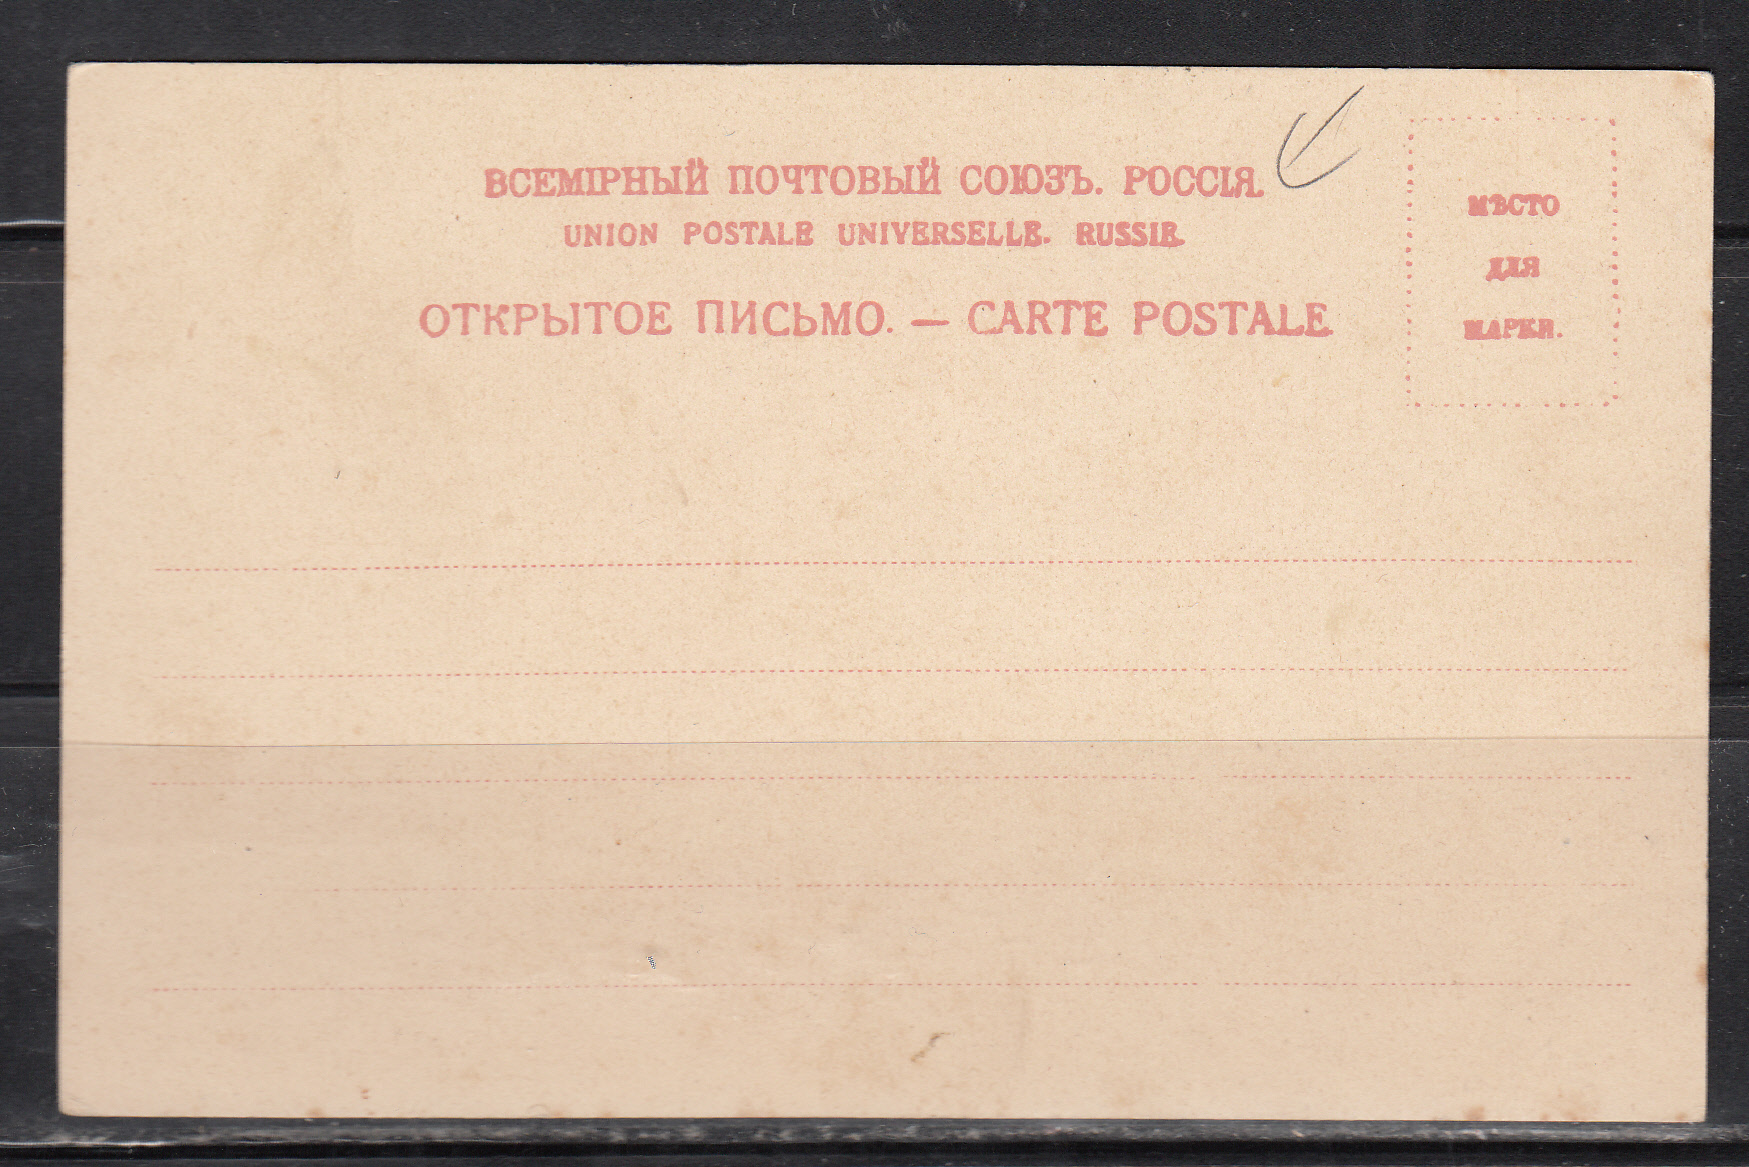 ВСЕМІРНЫЙ ПОЧТОВЫЙ СОЮЗЪ. РОССІЯ.
UNION POSTALE UNIVERSELLE. RUSSIE.
ОТКРЫТОЕ ПИСЬМО. — CARTE POSTALE
МѢСТО
ДЛЯ
МАРКИ.